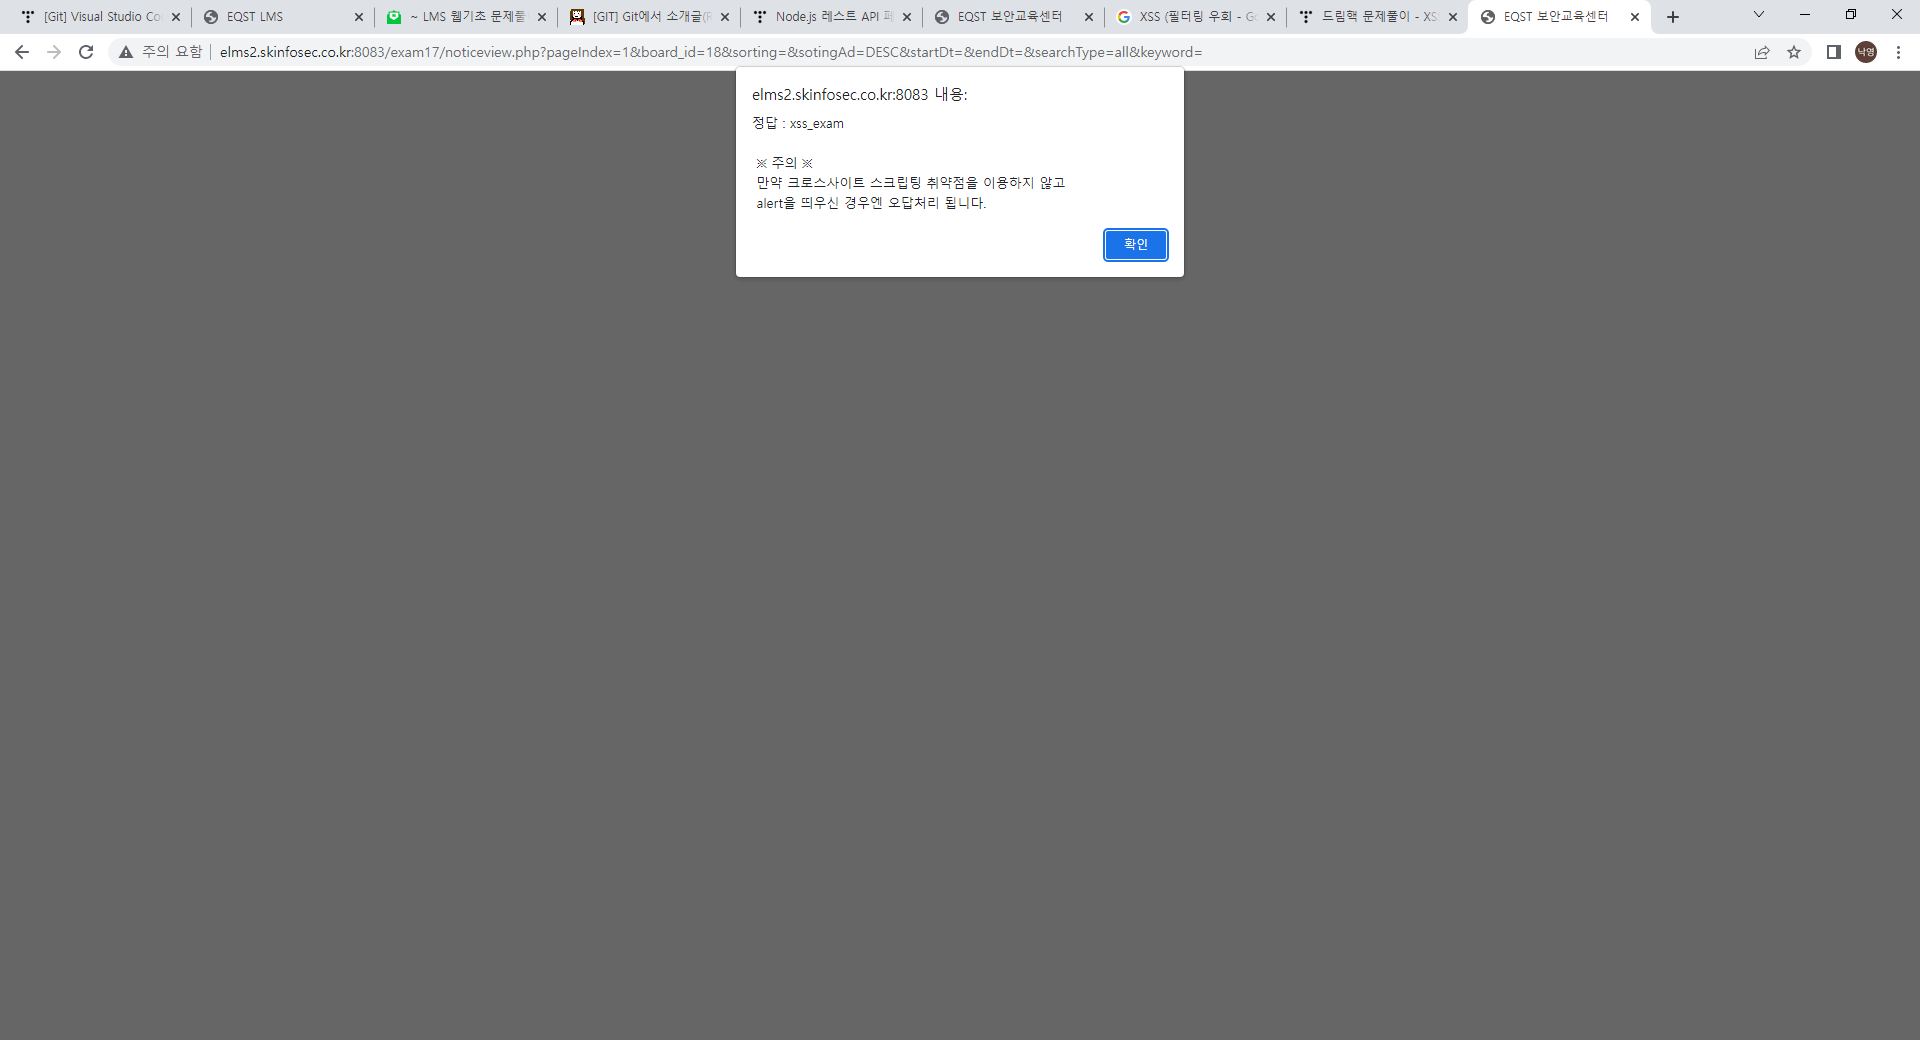 [Git] Visual Studio Co
EQST LMS
~ LMS 웹기초 문제풀
[GIT] Git에서 소개글(R
Node.js 레스트 API 파
EQST 보안교육센터
XSS (필터링 우회 - Go
드림핵 문제풀이 - XS
EQST 보안교육센터
주의 요함
elms2.skinfosec.co.kr:8083/exam17/noticeview.php?pageIndex=1&board_id=18&sorting=&sotingAd=DESC&startDt=&endDt=&searchType=all&keyword=
낙영
elms2.skinfosec.co.kr:8083 내용:
정답 : xss_exam
※ 주의 ※
만약 크로스사이트 스크립팅 취약점을 이용하지 않고
alert을 띄우신 경우엔 오답처리 됩니다.
확인